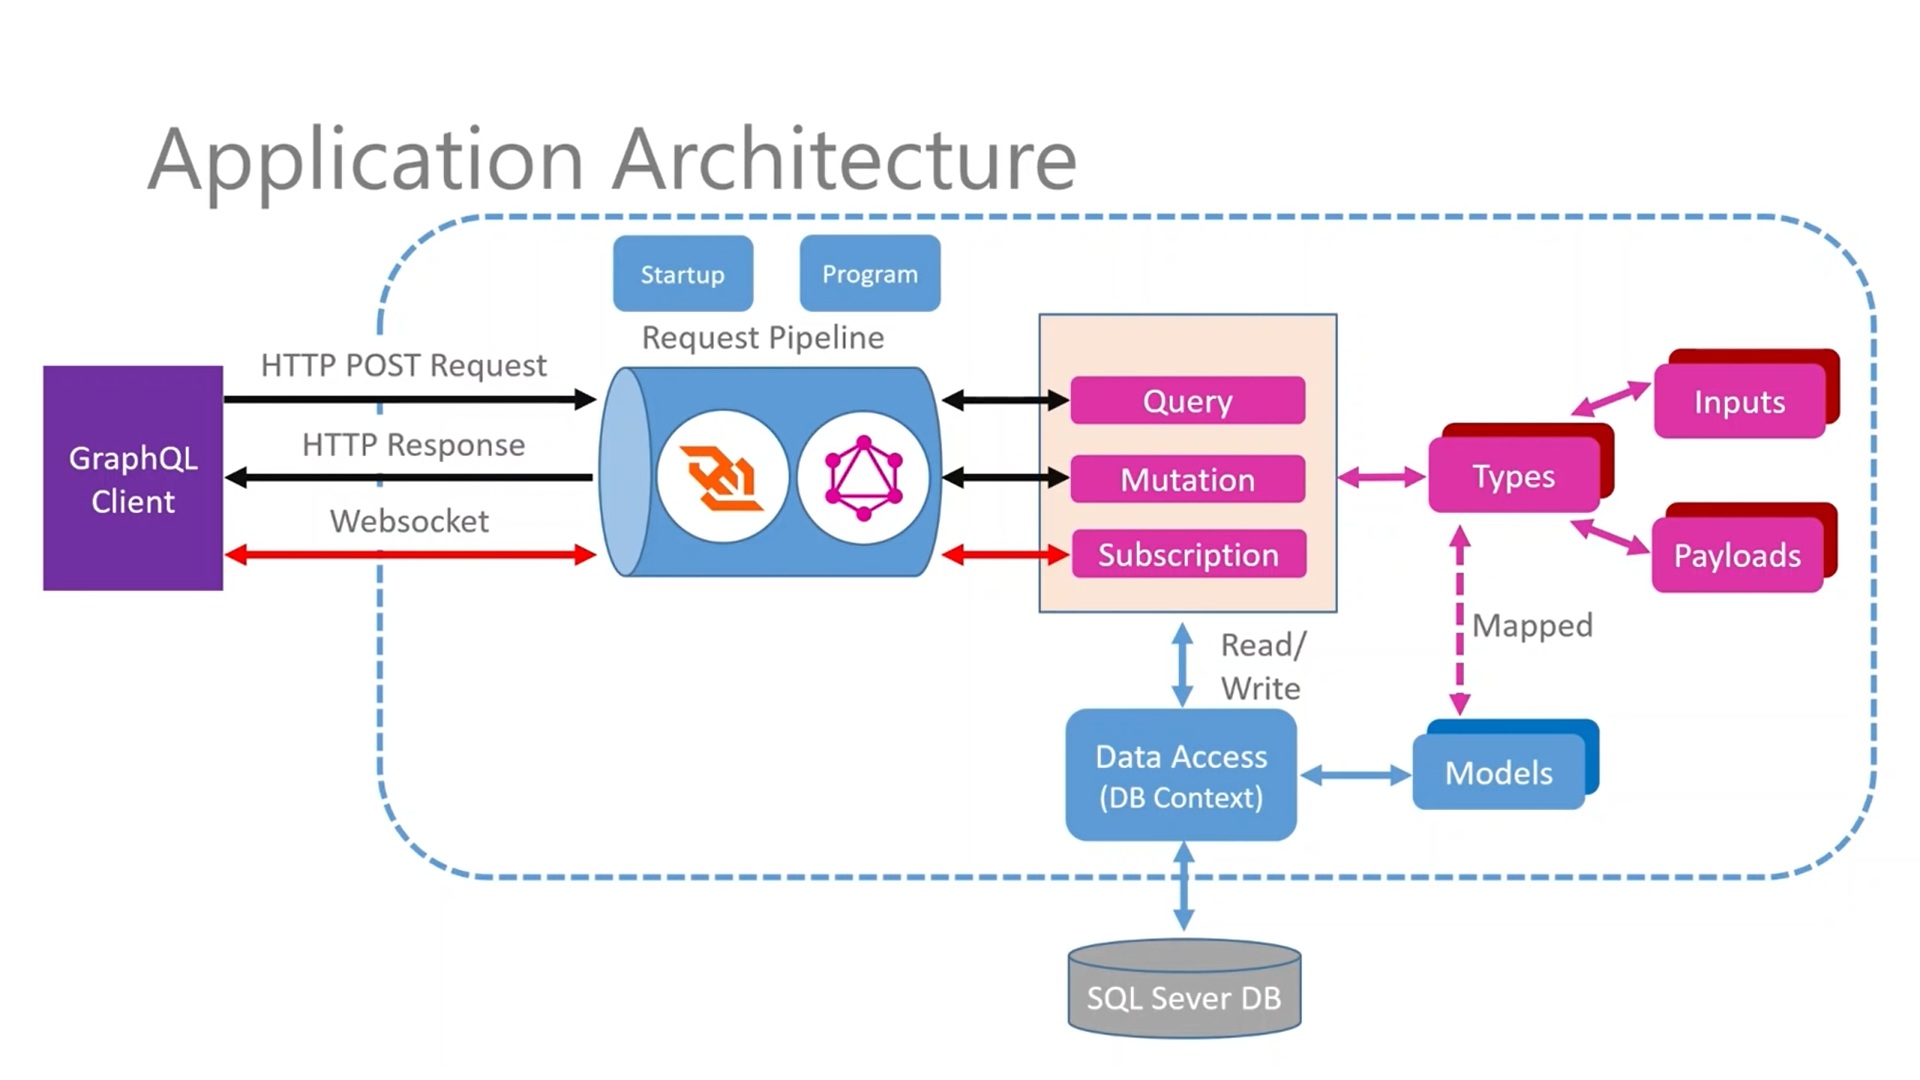 Application Architecture
Startup
Program
Request Pipeline
HTTP POST Request
HTTP Response
Websocket
GraphQL
Client
Query
Mutation
Subscription
Types
Inputs
Payloads
Mapped
Read/
Write
Data Access
(DB Context)
Models
SQL Sever DB